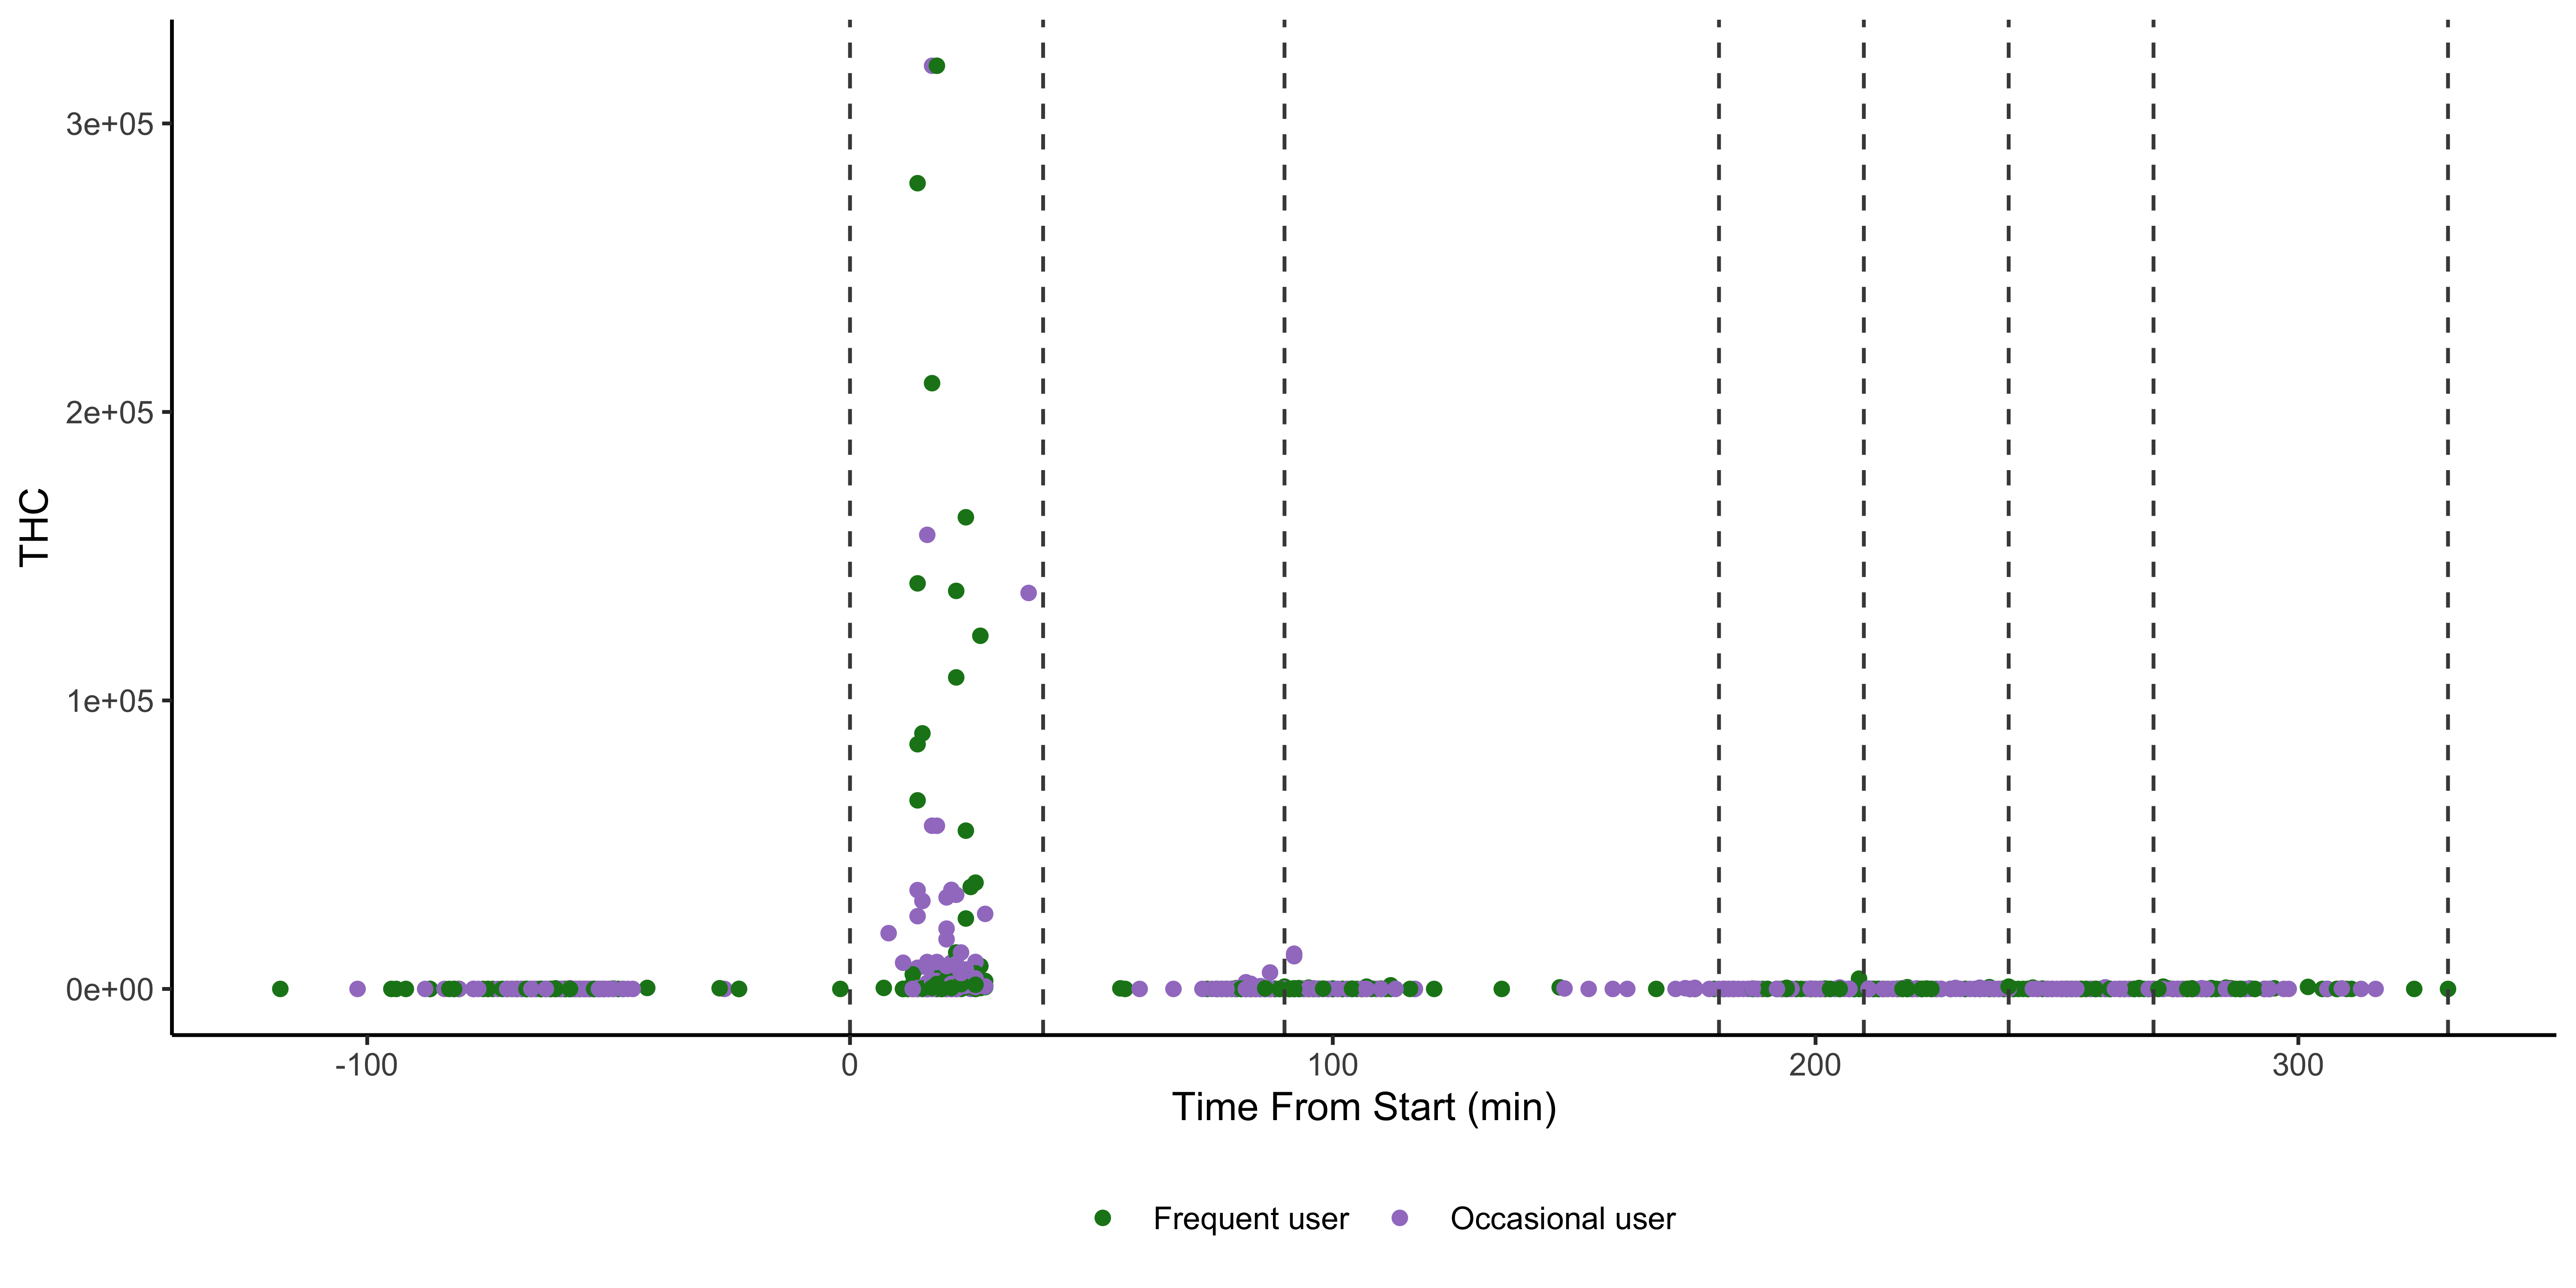 3e+05
2e+05
1e+05
0e+00
THC
-100 0 100 200 300
Time From Start (min)
Frequent user Occasional user